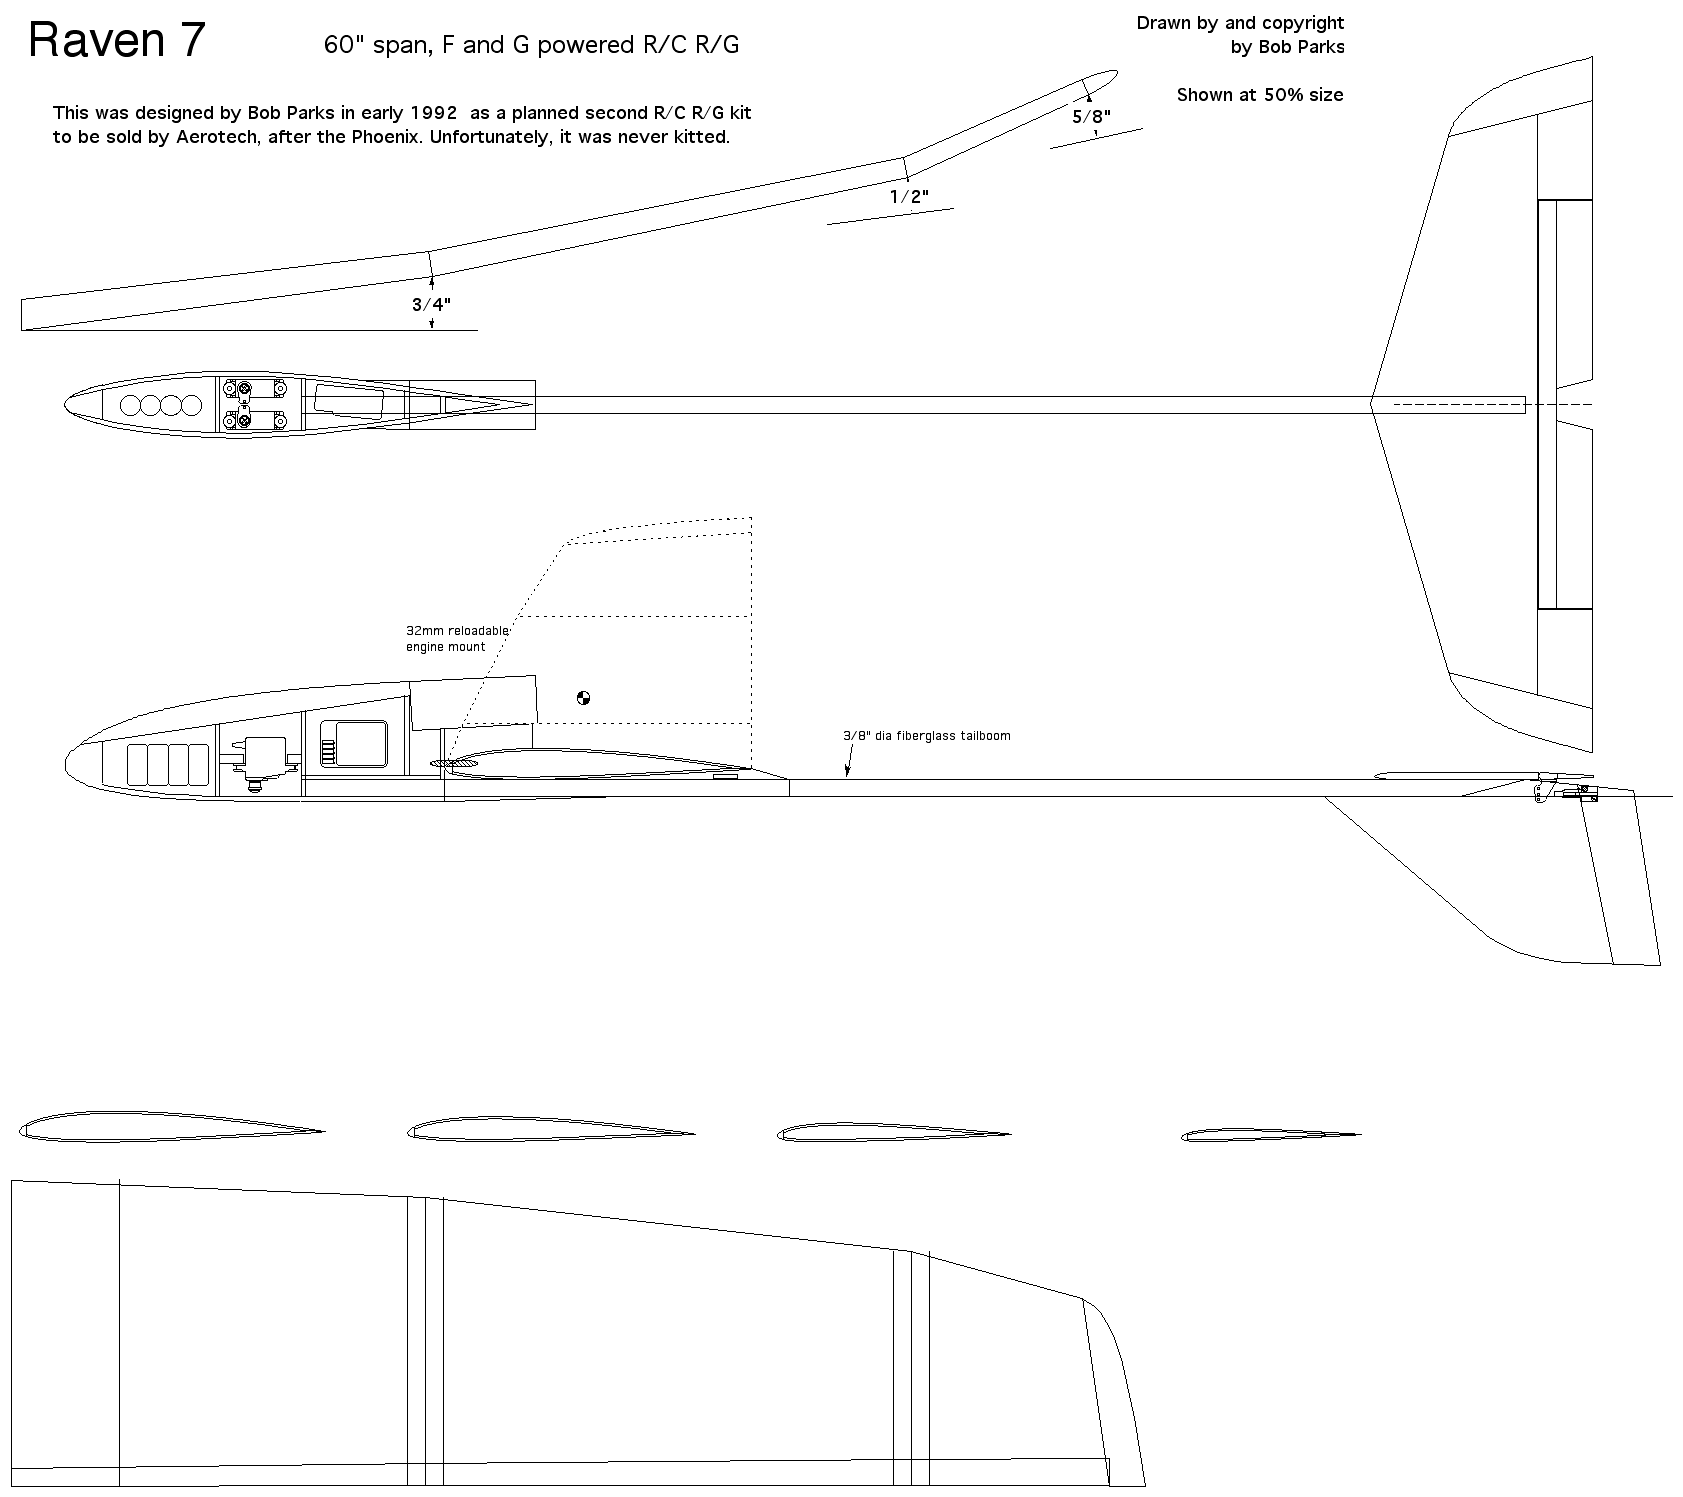 Raven 7
60" span, F and G powered R/C R/G
Drawn by and copyright
by Bob Parks
Shown at 50% size
This was designed by Bob Parks in early 1992  as a planned second R/C R/G kit
to be sold by Aerotech, after the Phoenix. Unfortunately, it was never kitted.
5/8"
1/2"
3/4"
32mm reloadable
engine mount
3/8" dia fiberglass tailboom